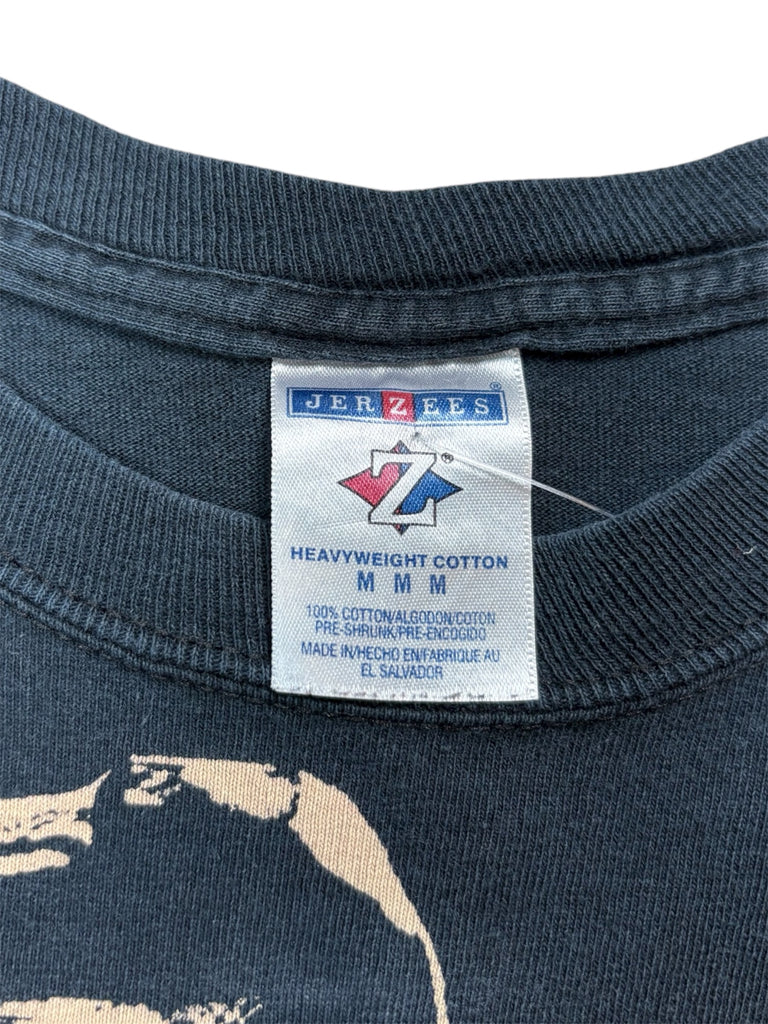 JERZEES®
Z®
HEAVYWEIGHT COTTON
M M M
100% COTTON/ALGODON/COTON
PRE-SHRUNK/PRE-ENCOGIDO
MADE IN/HECHO EN/FABRIQUE AU
EL SALVADOR